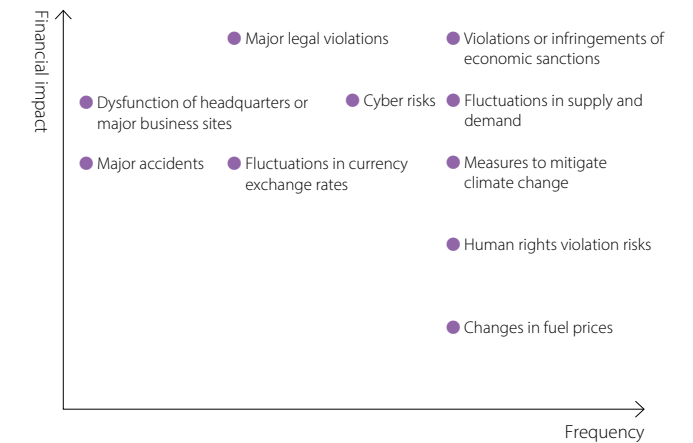 Financial impact
Major legal violations
Violations or infringements of
economic sanctions
Dysfunction of headquarters or
major business sites
Cyber risks
Fluctuations in supply and
demand
Major accidents
Fluctuations in currency
exchange rates
Measures to mitigate
climate change
Human rights violation risks
Changes in fuel prices
Frequency